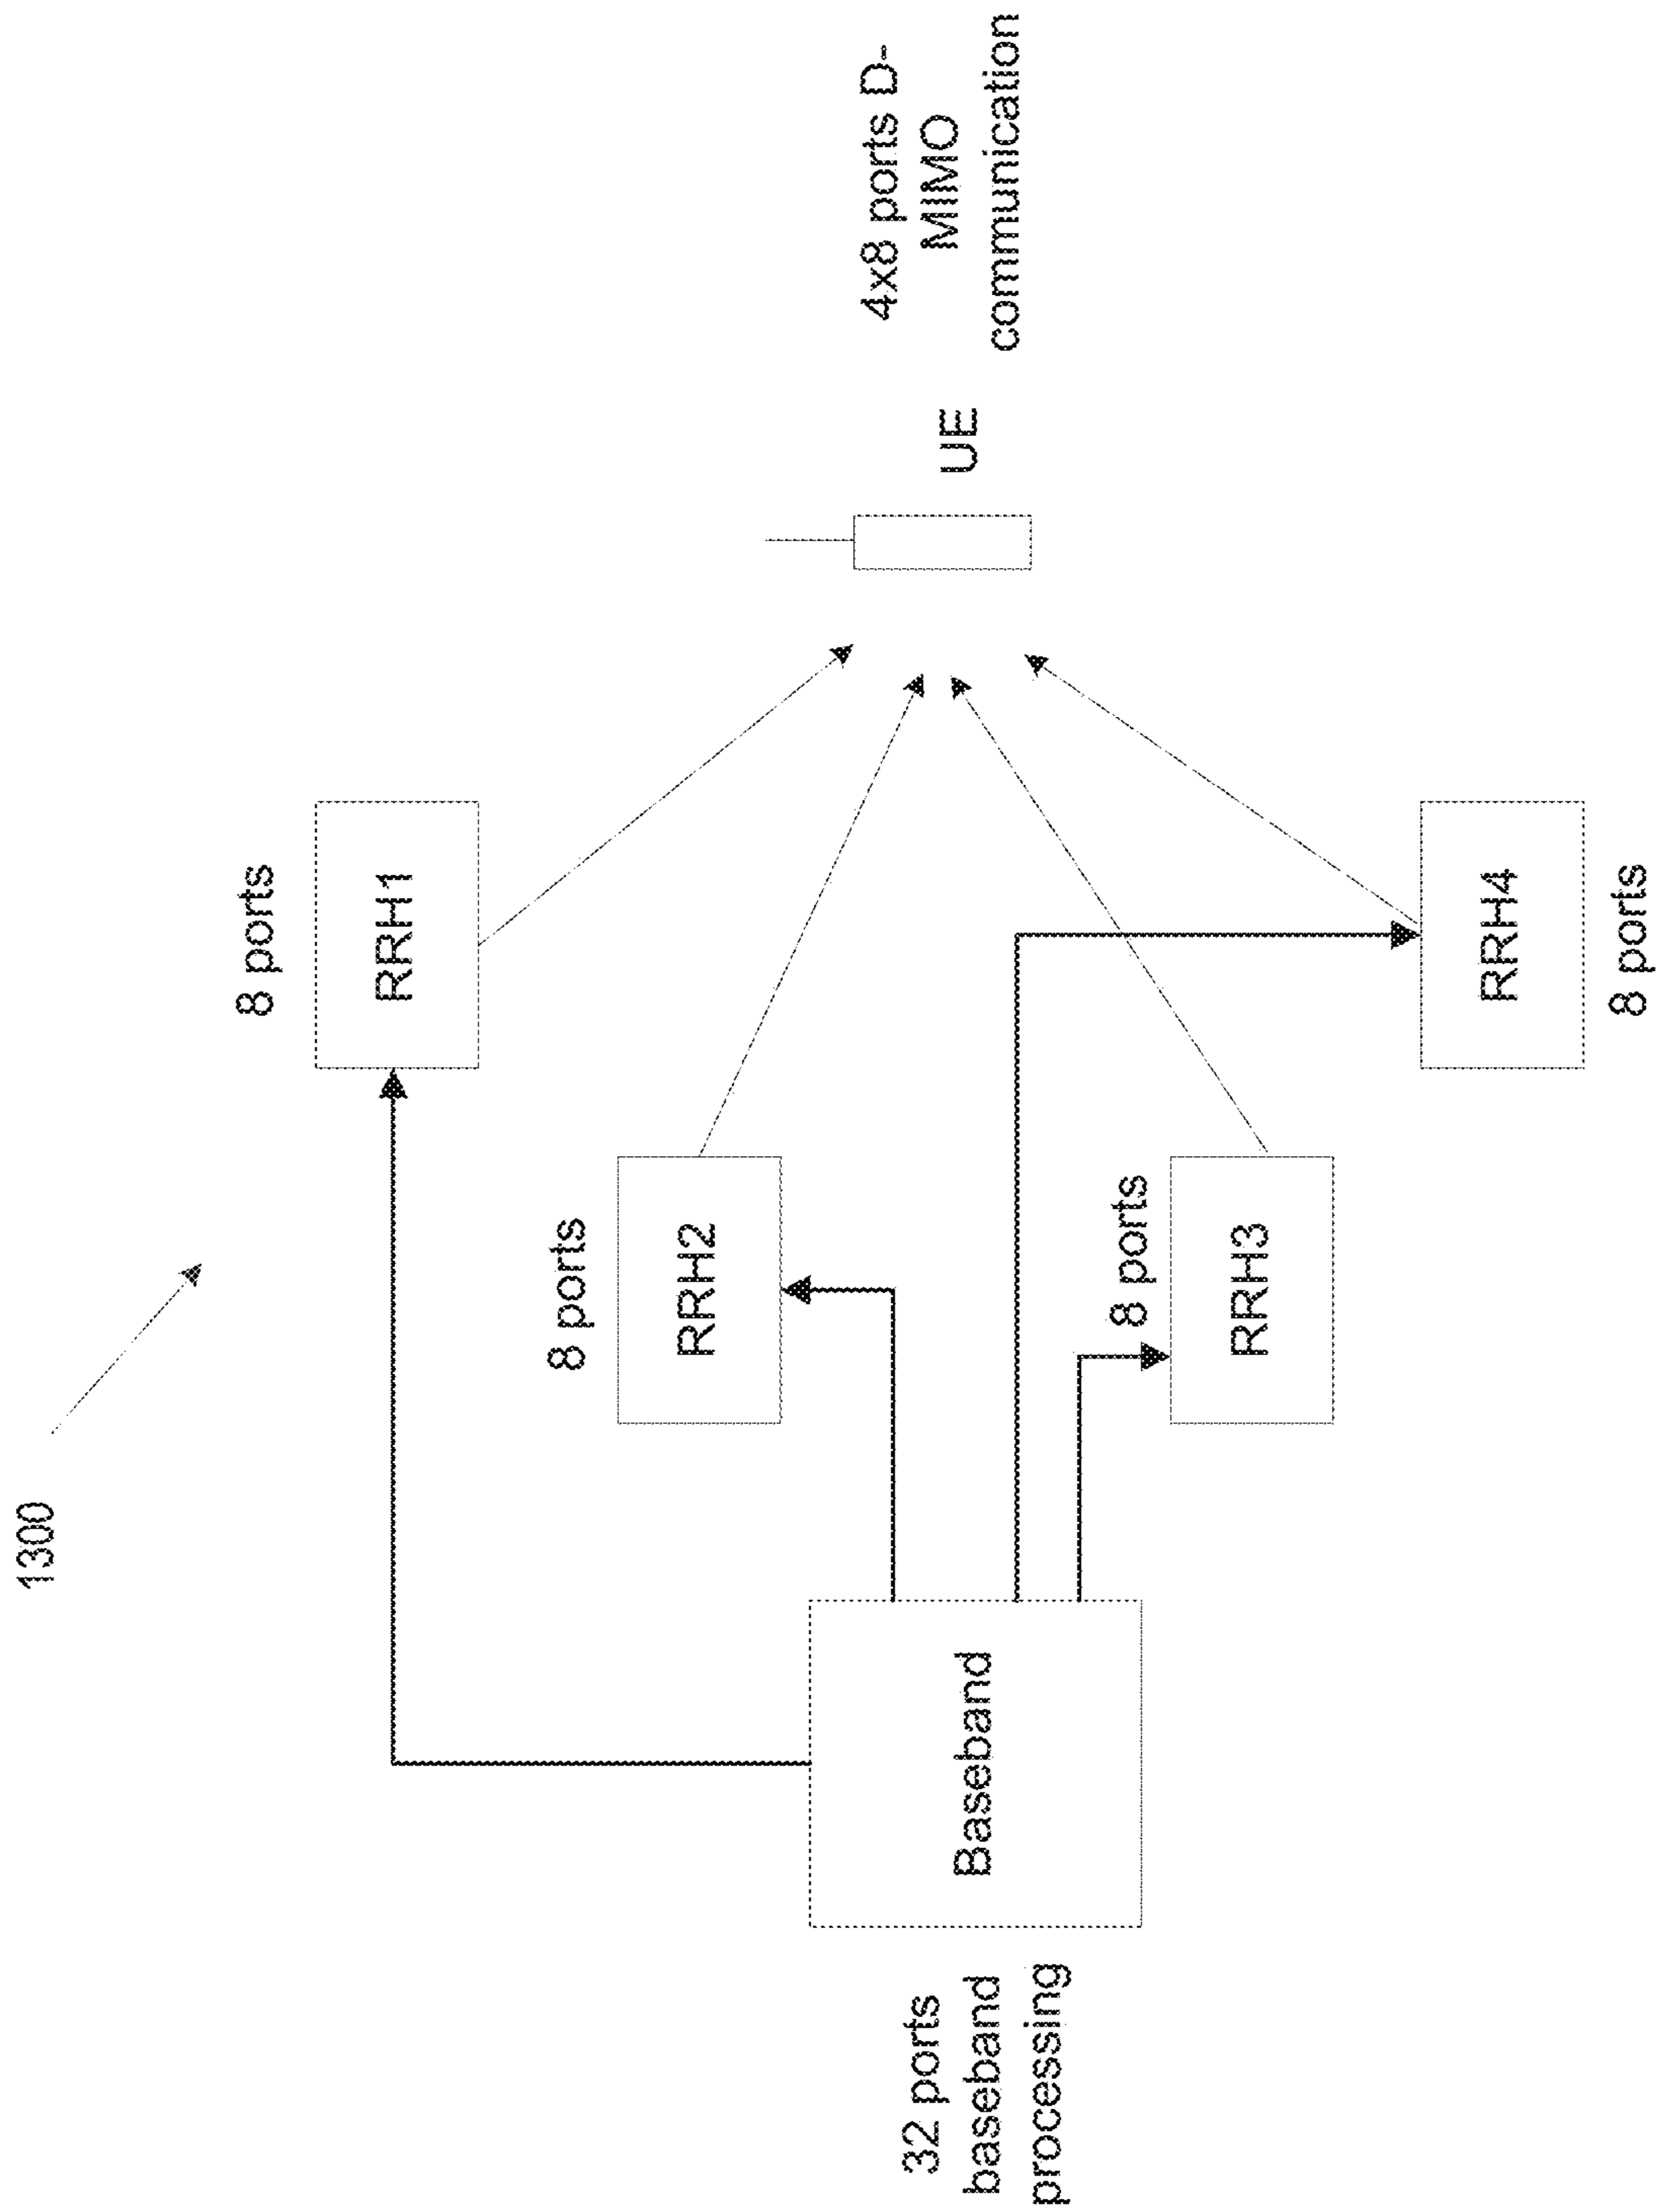 1300
8 ports
RRH1
8 ports
RRH2
32 ports
baseband
processing
Baseband
UE
4x8 ports D-
MIMO
communication
8 ports
RRH3
RRH4
8 ports